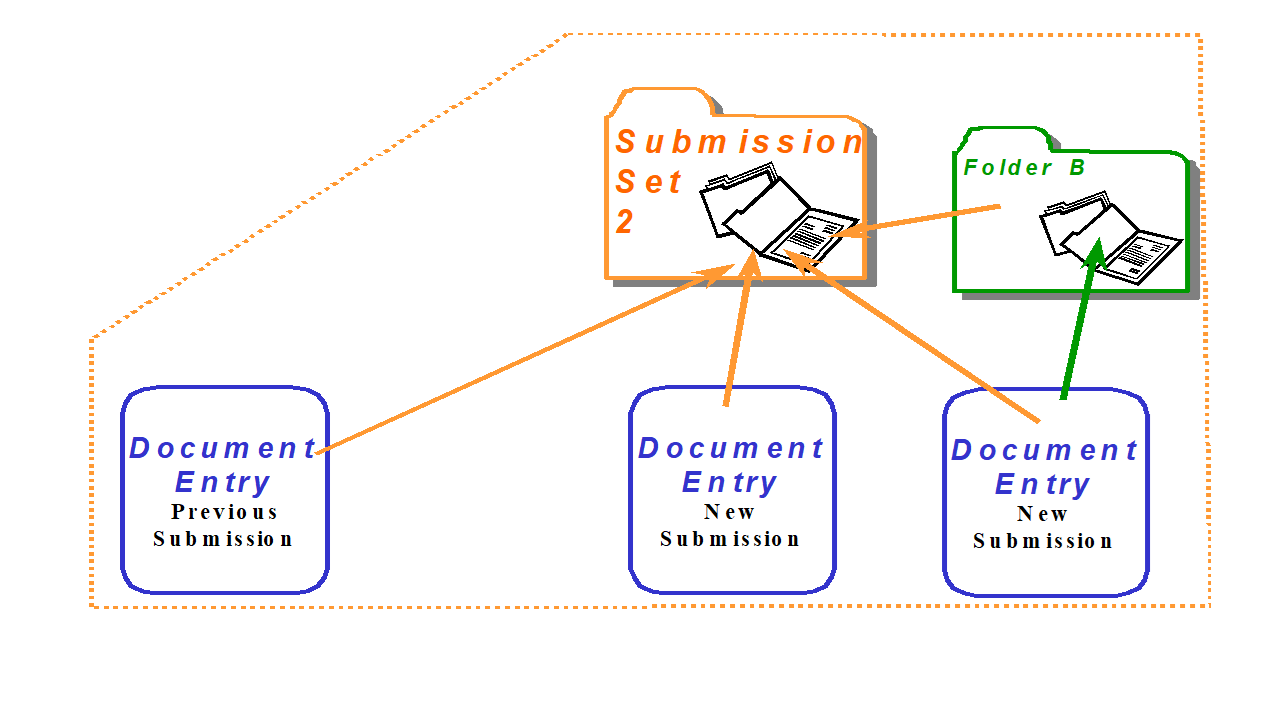 Submission
Set
2
Folder B
Document
Entry
Previous
Submission
Document
Entry
New
Submission
Document
Entry
New
Submission